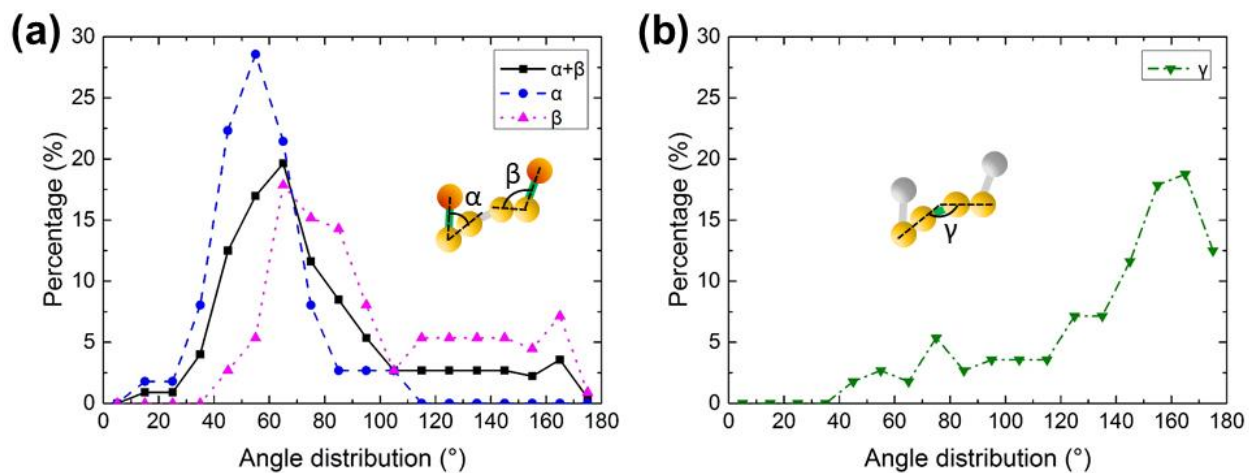 (a)
30
25
20
15
10
5
0
Percentage (%)
0 20 40 60 80 100 120 140 160 180
Angle distribution (°)
α+β
α
β
α
β
(b)
30
25
20
15
10
5
0
Percentage (%)
0 20 40 60 80 100 120 140 160 180
Angle distribution (°)
γ
γ